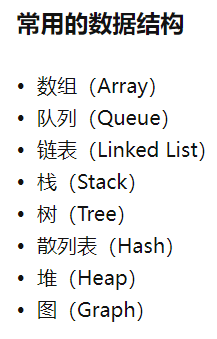 常用的数据结构
• 数组（Array）
• 队列（Queue）
• 链表（Linked List）
• 栈（Stack）
• 树（Tree）
• 散列表（Hash）
• 堆（Heap）
• 图（Graph）